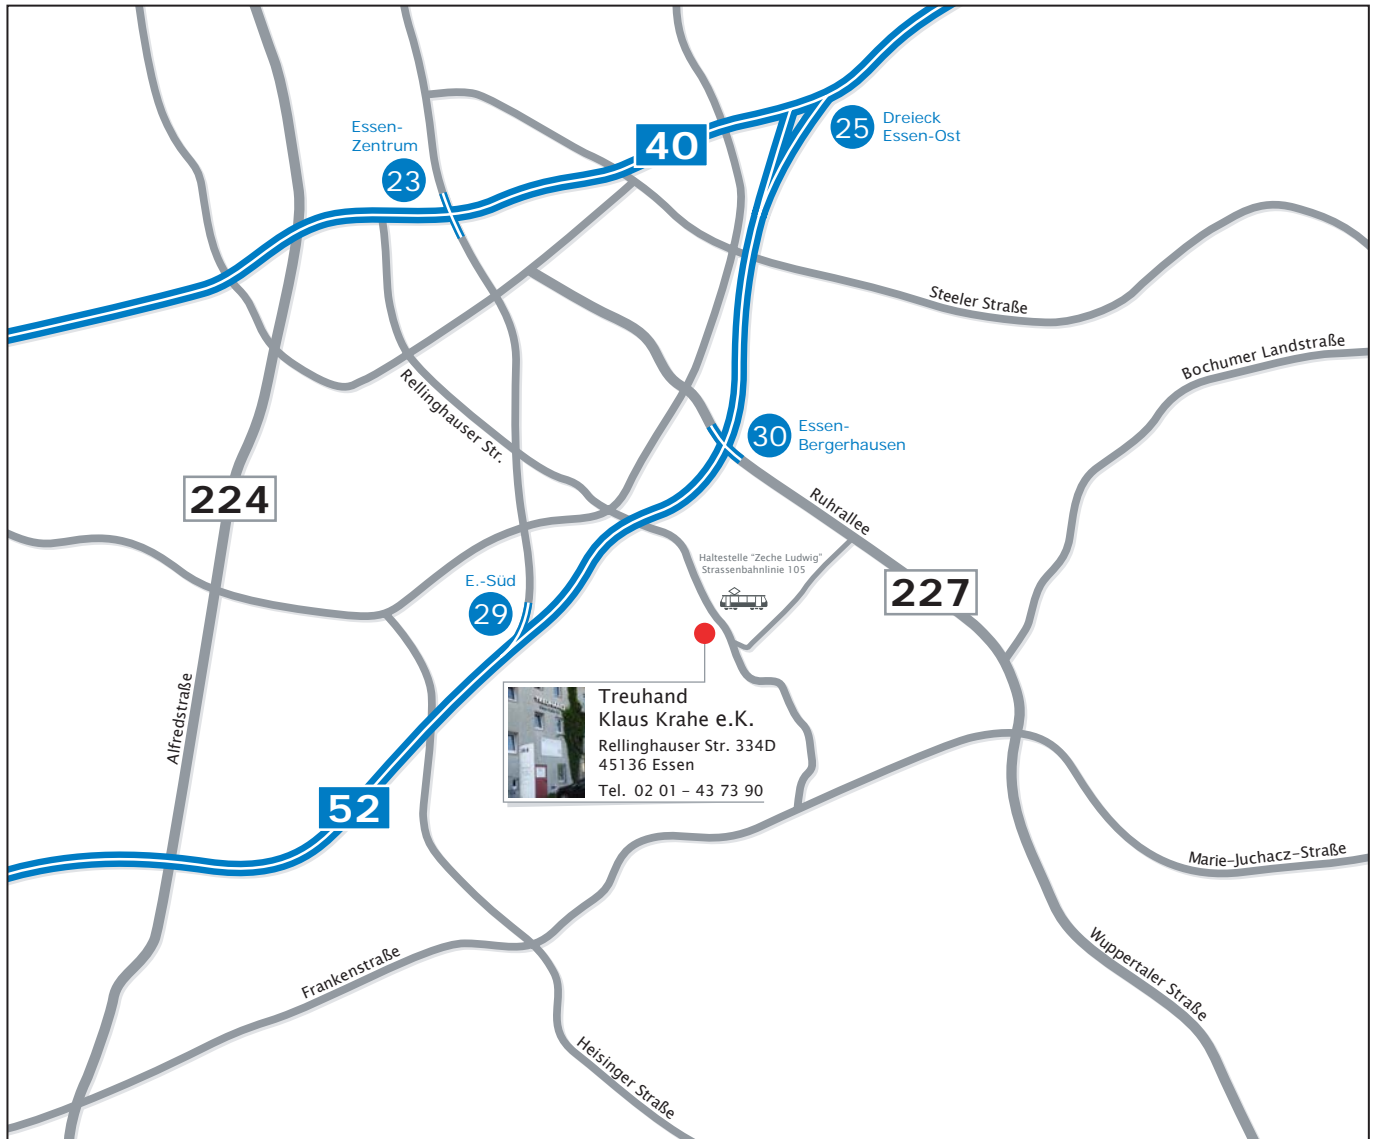 Essen-
Zentrum
23
40
25
Dreieck
Essen-Ost
Steeler Straße
Bochumer Landstraße
Rellinghauser Str.
30
Essen-
Bergerhausen
224
Ruhrallee
Haltestelle "Zeche Ludwig"
Strassenbahnlinie 105
E.-Süd
29
227
Alfredstraße
Treuhand
Klaus Krahe e.K.
Rellinghauser Str. 334D
45136 Essen
Tel. 02 01 – 43 73 90
52
Marie-Juchacz-Straße
Frankenstraße
Wuppertaler Straße
Heisinger Straße